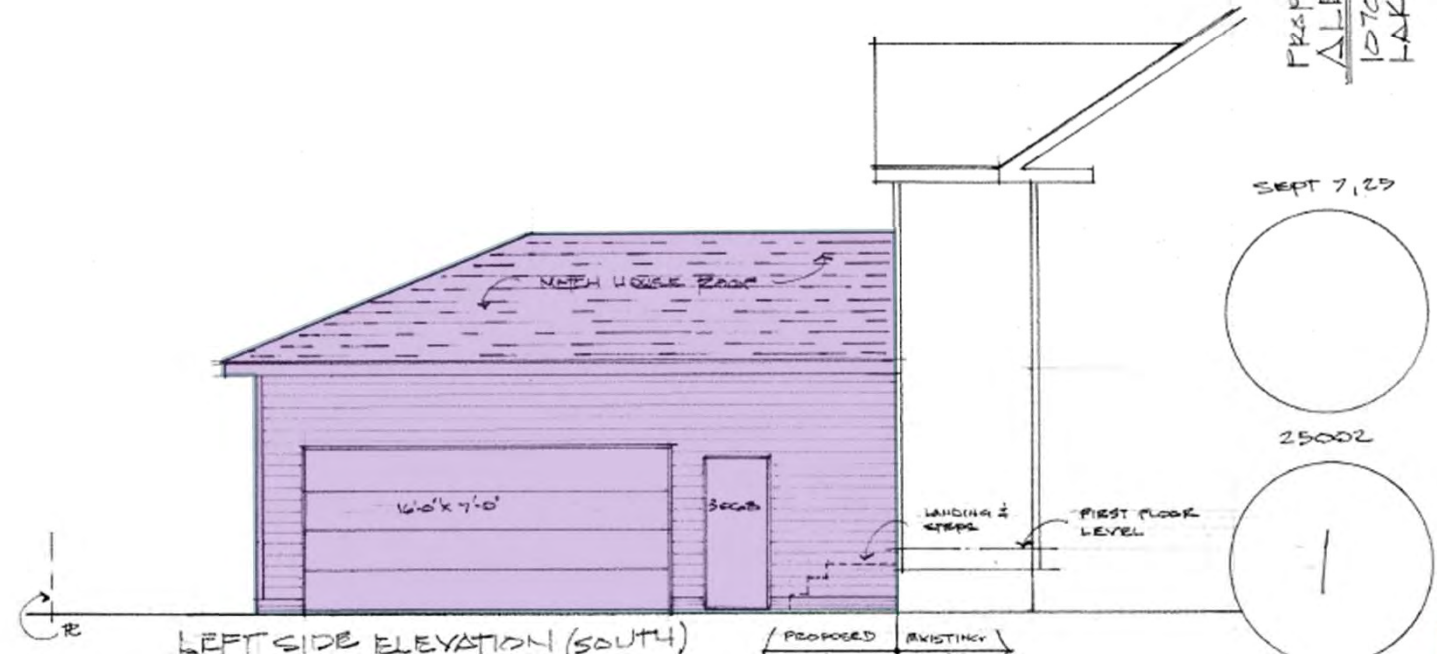 SEPT 7, 25
MATCH HOUSE ROOF
25002
16'-0" X 7'-0"
3068
LANDING &
STEPS
FIRST FLOOR
LEVEL
1
LEFT SIDE ELEVATION (SOUTH)
PROPOSED
EXISTING